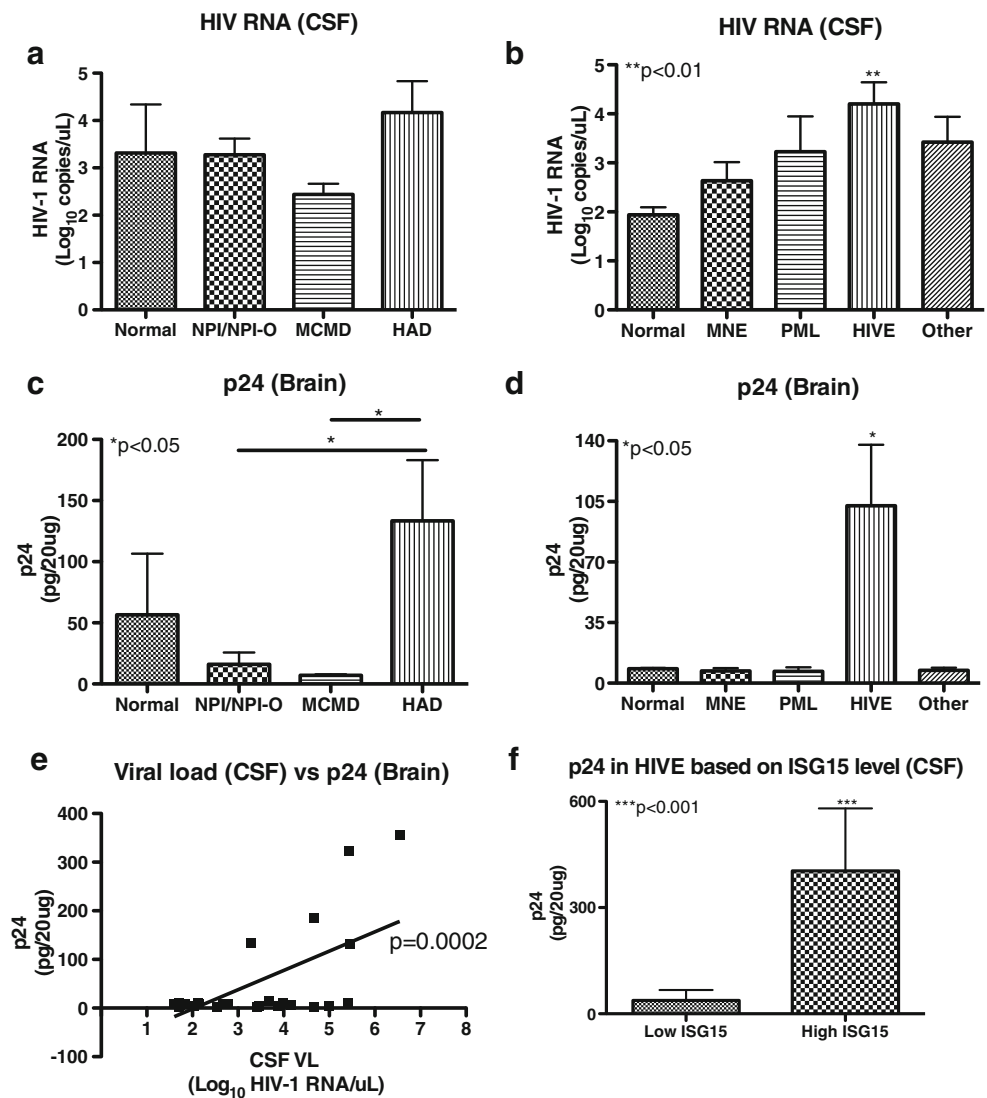 HIV RNA (CSF)
a
HIV-1 RNA
(Log10 copies/uL)
5
4
3
2
1
0
Normal NPI/NPI-O MCMD HAD
HIV RNA (CSF)
b
**p<0.01
**
HIV-1 RNA
(Log10 copies/uL)
5
4
3
2
1
0
Normal MNE PML HIVE Other
c
p24 (Brain)
*p<0.05
*
*
p24
(pg/20ug)
200
150
100
50
0
Normal NPI/NPI-O MCMD HAD
d
p24 (Brain)
*p<0.05
*
p24
(pg/20ug)
140
105
70
35
0
Normal MNE PML HIVE Other
e
Viral load (CSF) vs p24 (Brain)
p24
(pg/20ug)
400
300
200
100
0
-100
p=0.0002
1 2 3 4 5 6 7 8
CSF VL
(Log10 HIV-1 RNA/uL)
f
p24 in HIVE based on ISG15 level (CSF)
***p<0.001
***
p24
(pg/20ug)
600
300
0
Low ISG15 High ISG15